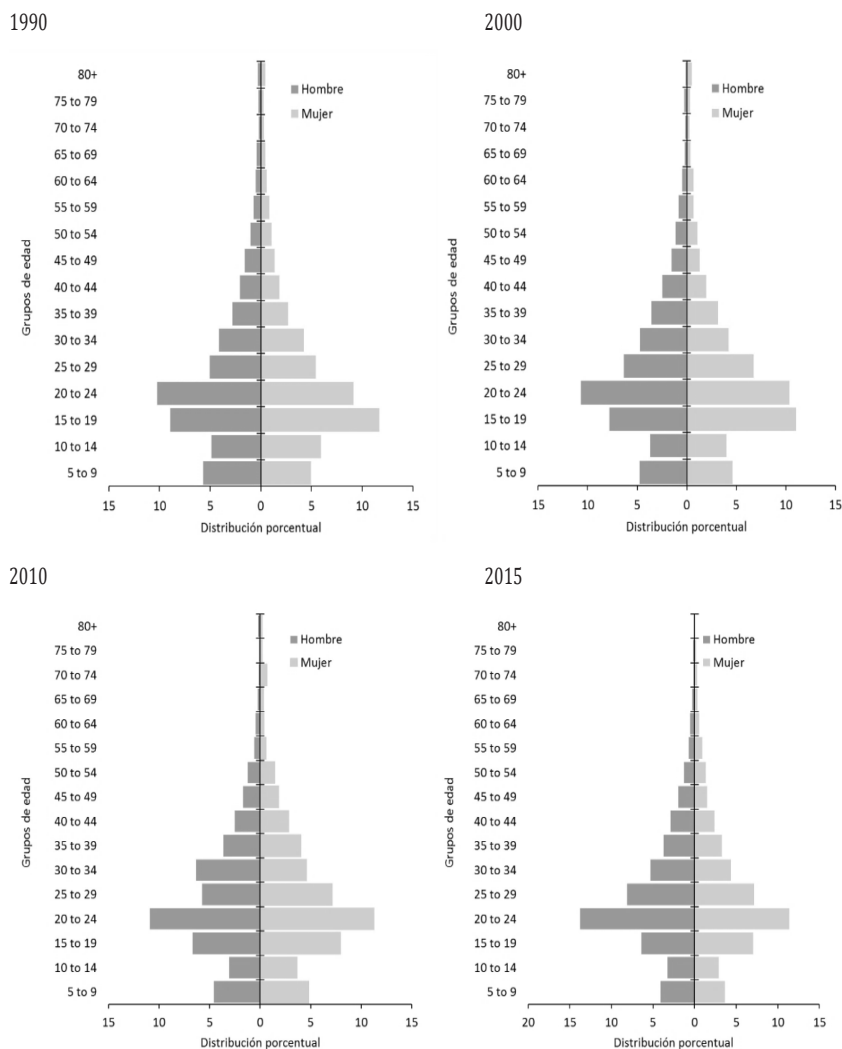 1990
80+
75 to 79
70 to 74
65 to 69
60 to 64
55 to 59
50 to 54
45 to 49
40 to 44
35 to 39
30 to 34
25 to 29
20 to 24
15 to 19
10 to 14
5 to 9
Grupos de edad
Hombre
Mujer
15 10 5 0 5 10 15
Distribución porcentual
2000
80+
75 to 79
70 to 74
65 to 69
60 to 64
55 to 59
50 to 54
45 to 49
40 to 44
35 to 39
30 to 34
25 to 29
20 to 24
15 to 19
10 to 14
5 to 9
Grupos de edad
Hombre
Mujer
15 10 5 0 5 10 15
Distribución porcentual
2010
80+
75 to 79
70 to 74
65 to 69
60 to 64
55 to 59
50 to 54
45 to 49
40 to 44
35 to 39
30 to 34
25 to 29
20 to 24
15 to 19
10 to 14
5 to 9
Grupos de edad
Hombre
Mujer
15 10 5 0 5 10 15
Distribución porcentual
2015
80+
75 to 79
70 to 74
65 to 69
60 to 64
55 to 59
50 to 54
45 to 49
40 to 44
35 to 39
30 to 34
25 to 29
20 to 24
15 to 19
10 to 14
5 to 9
Grupos de edad
Hombre
Mujer
20 15 10 5 0 5 10 15
Distribución porcentual